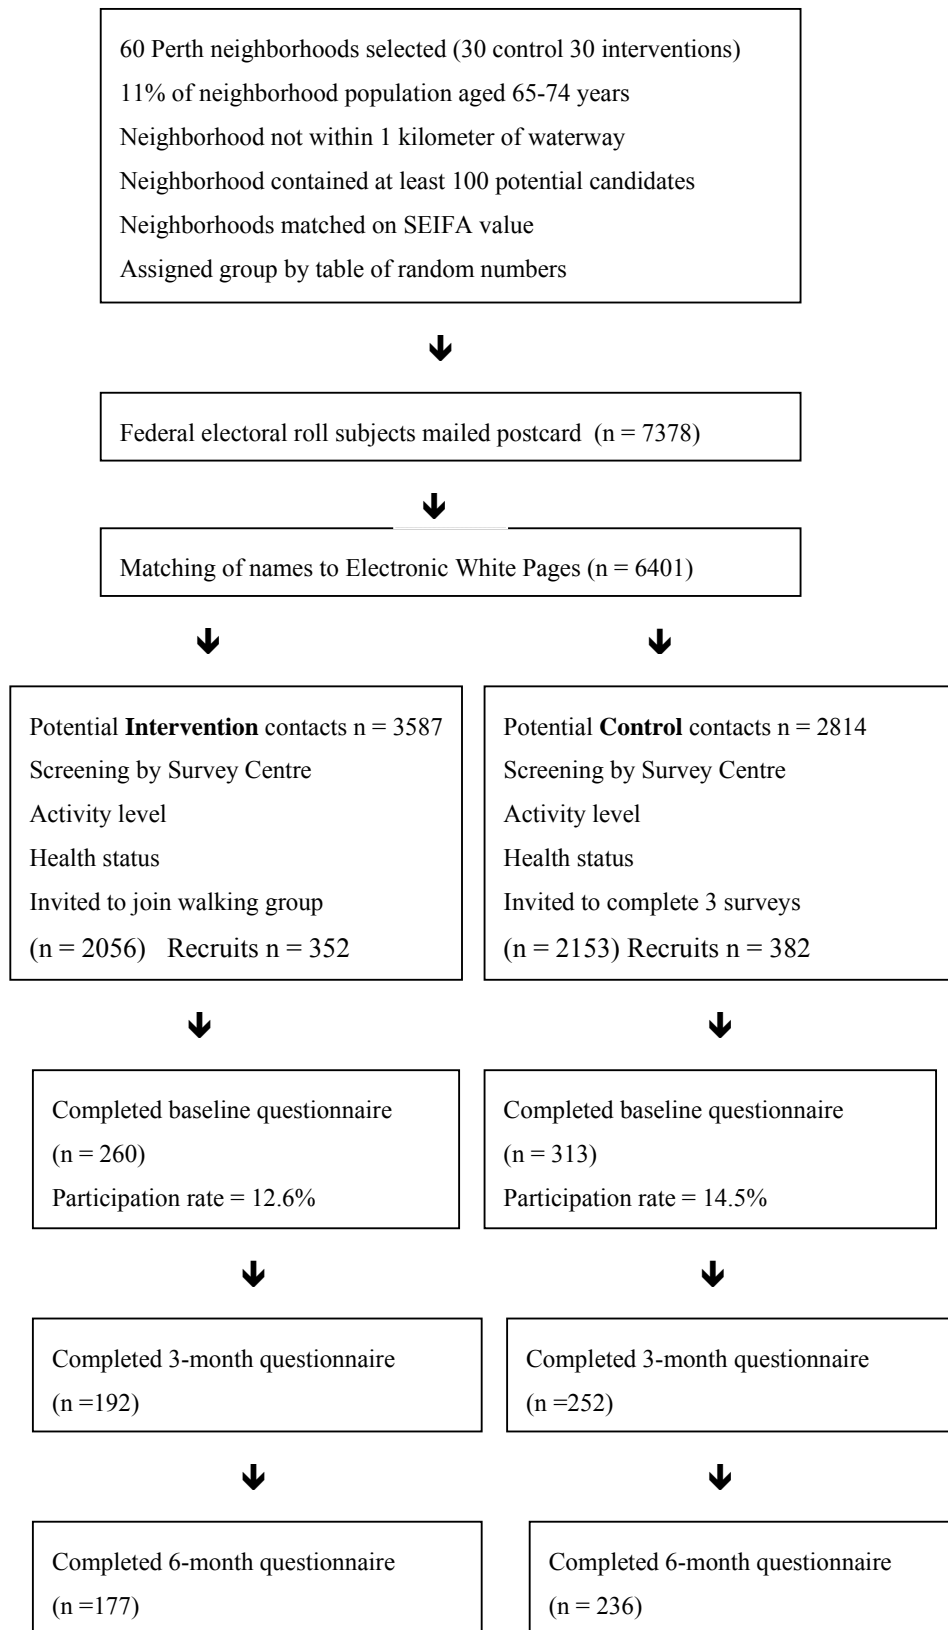 60 Perth neighborhoods selected (30 control 30 interventions)
11% of neighborhood population aged 65-74 years
Neighborhood not within 1 kilometer of waterway
Neighborhood contained at least 100 potential candidates
Neighborhoods matched on SEIFA value
Assigned group by table of random numbers
Federal electoral roll subjects mailed postcard (n = 7378)
Matching of names to Electronic White Pages (n = 6401)
Potential Intervention contacts n = 3587
Screening by Survey Centre
Activity level
Health status
Invited to join walking group
(n = 2056) Recruits n = 352
Potential Control contacts n = 2814
Screening by Survey Centre
Activity level
Health status
Invited to complete 3 surveys
(n = 2153) Recruits n = 382
Completed baseline questionnaire
(n = 260)
Participation rate = 12.6%
Completed baseline questionnaire
(n = 313)
Participation rate = 14.5%
Completed 3-month questionnaire
(n =192)
Completed 3-month questionnaire
(n =252)
Completed 6-month questionnaire
(n =177)
Completed 6-month questionnaire
(n = 236)